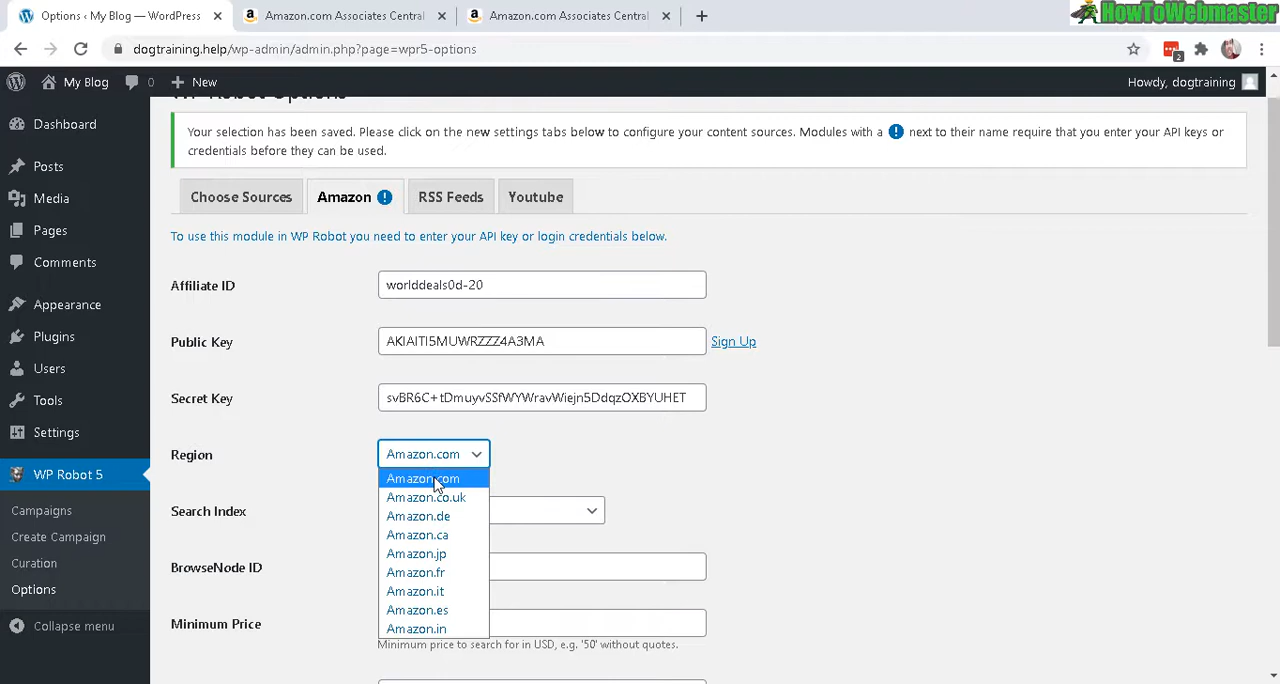 Options ‹ My Blog — WordPress
Amazon.com Associates Central
Amazon.com Associates Central
HowToWebmaster
dogtraining.help/wp-admin/admin.php?page=wpr5-options
2
My Blog
0
New
Howdy, dogtraining
WP Robot Options
Dashboard
Posts
Media
Pages
Comments
Appearance
Plugins
Users
Tools
Settings
WP Robot 5
Campaigns
Create Campaign
Curation
Options
Collapse menu
Your selection has been saved. Please click on the new settings tabs below to configure your content sources. Modules with a ! next to their name require that you enter your API keys or
credentials before they can be used.
Choose Sources
Amazon !
RSS Feeds
Youtube
To use this module in WP Robot you need to enter your API key or login credentials below.
Affiliate ID
worlddeals0d-20
Public Key
AKIAITI5MUWRZZZ4A3MA
Sign Up
Secret Key
svBR6C+tDmuyvSSfWYWravWiejn5DdqzOXBYUHET
Region
Amazon.com
Amazon.com
Amazon.co.uk
Amazon.de
Amazon.ca
Amazon.jp
Amazon.fr
Amazon.it
Amazon.es
Amazon.in
Search Index
BrowseNode ID
Minimum Price
Minimum price to search for in USD, e.g. '50' without quotes.